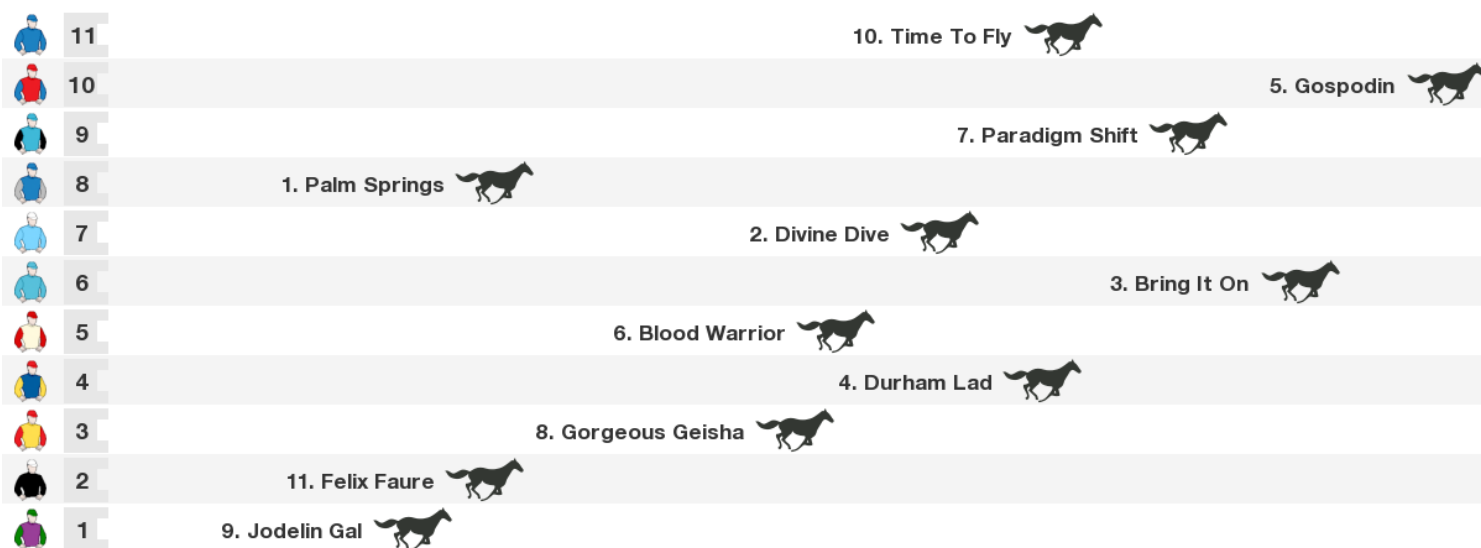 11 10. Time To Fly
10 5. Gospodin
9 7. Paradigm Shift
8 1. Palm Springs
7 2. Divine Dive
6 3. Bring It On
5 6. Blood Warrior
4 4. Durham Lad
3 8. Gorgeous Geisha
2 11. Felix Faure
1 9. Jodelin Gal